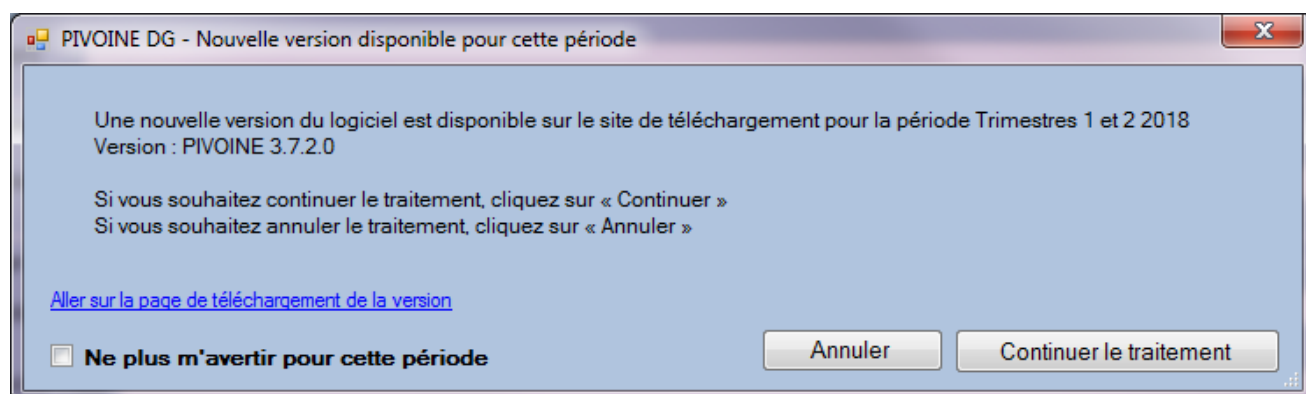 PIVOINE DG - Nouvelle version disponible pour cette période
Une nouvelle version du logiciel est disponible sur le site de téléchargement pour la période Trimestres 1 et 2 2018
Version : PIVOINE 3.7.2.0
Si vous souhaitez continuer le traitement, cliquez sur « Continuer »
Si vous souhaitez annuler le traitement, cliquez sur « Annuler »
Aller sur la page de téléchargement de la version
Ne plus m'avertir pour cette période
Annuler
Continuer le traitement